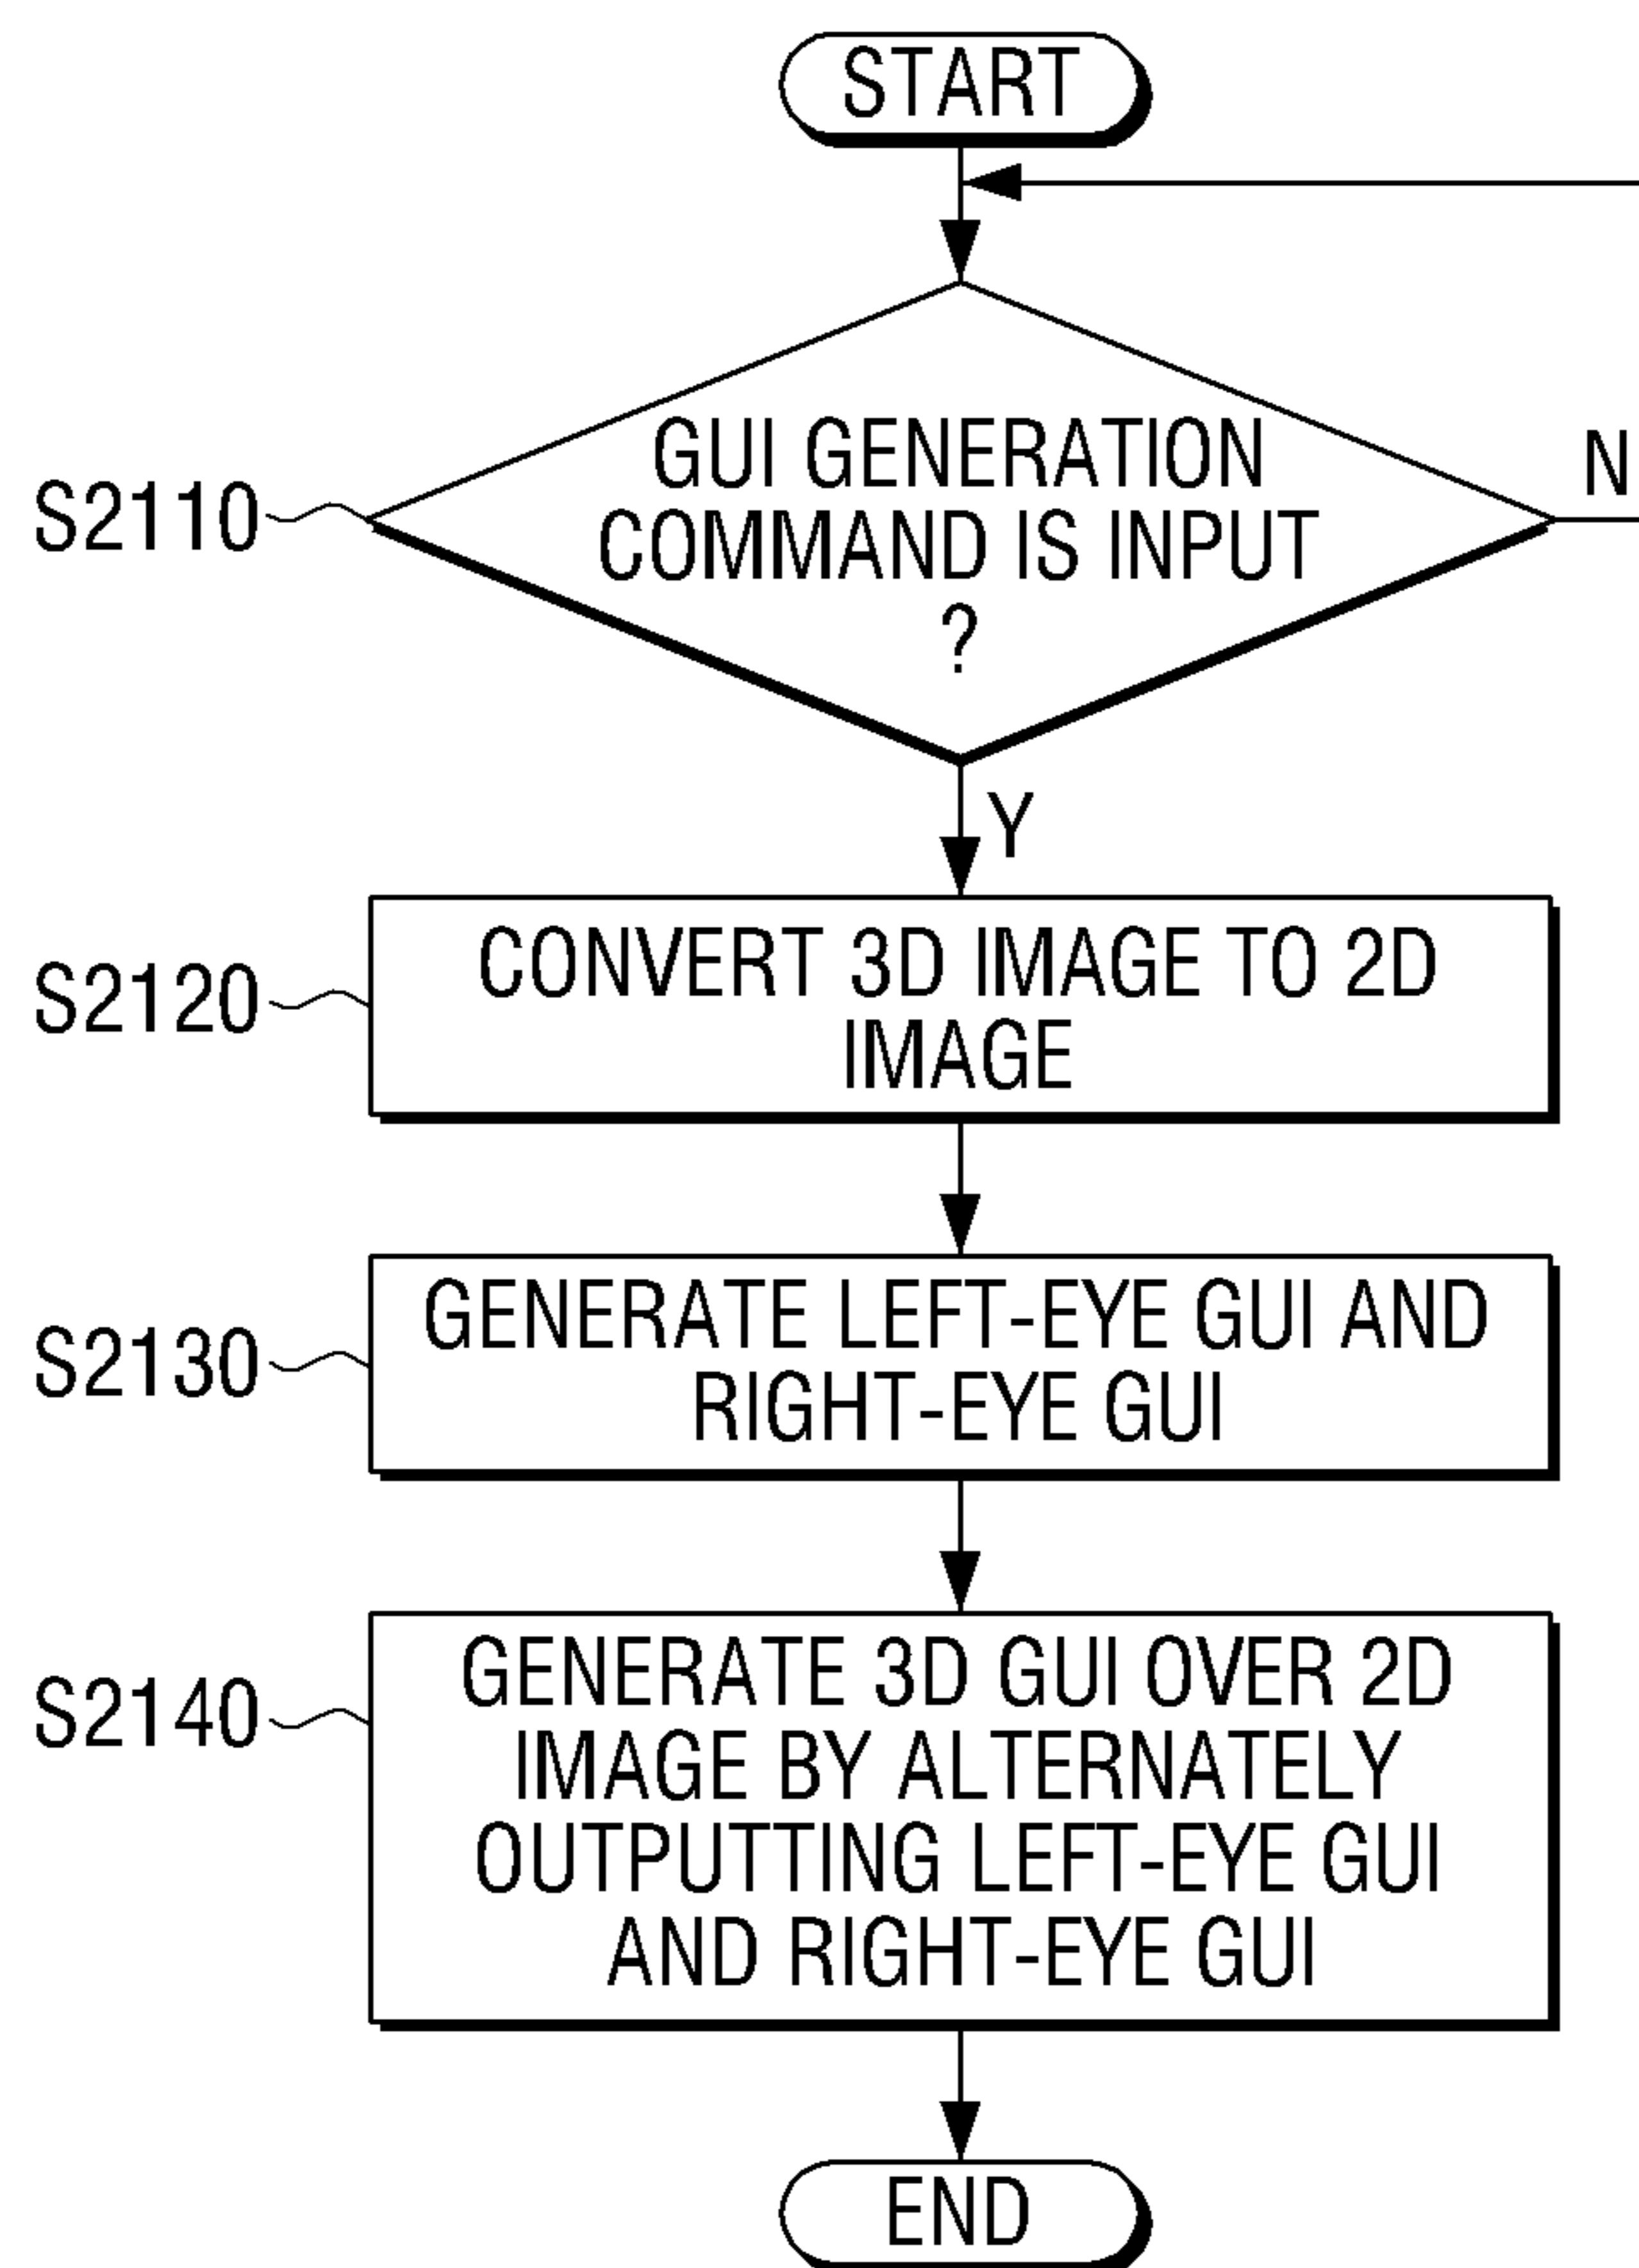 START
GUI GENERATION
N
COMMAND IS INPUT
S2110
?
Y
CONVERT 3D IMAGE TO 2D
S2120
IMAGE
GENERATE LEFT-EYE GUI AND
S2130
RIGHT-EYE GUI
GENERATE 3D GUI OVER 2D
S2140
IMAGE BY ALTERNATELY
OUTPUTTING LEFT-EYE GUI
AND RIGHT-EYE GUI
END